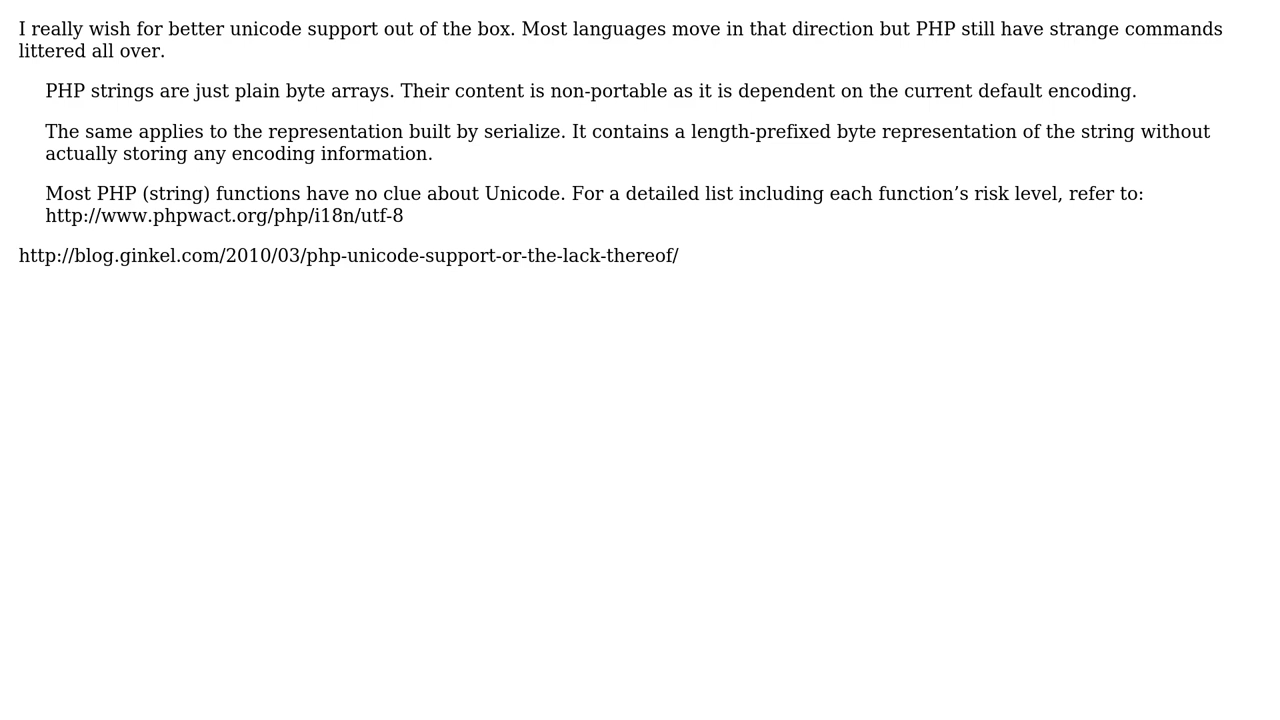 I really wish for better unicode support out of the box. Most languages move in that direction but PHP still have strange commands
littered all over.
PHP strings are just plain byte arrays. Their content is non-portable as it is dependent on the current default encoding.
The same applies to the representation built by serialize. It contains a length-prefixed byte representation of the string without
actually storing any encoding information.
Most PHP (string) functions have no clue about Unicode. For a detailed list including each function’s risk level, refer to:
http://www.phpwact.org/php/i18n/utf-8
http://blog.ginkel.com/2010/03/php-unicode-support-or-the-lack-thereof/